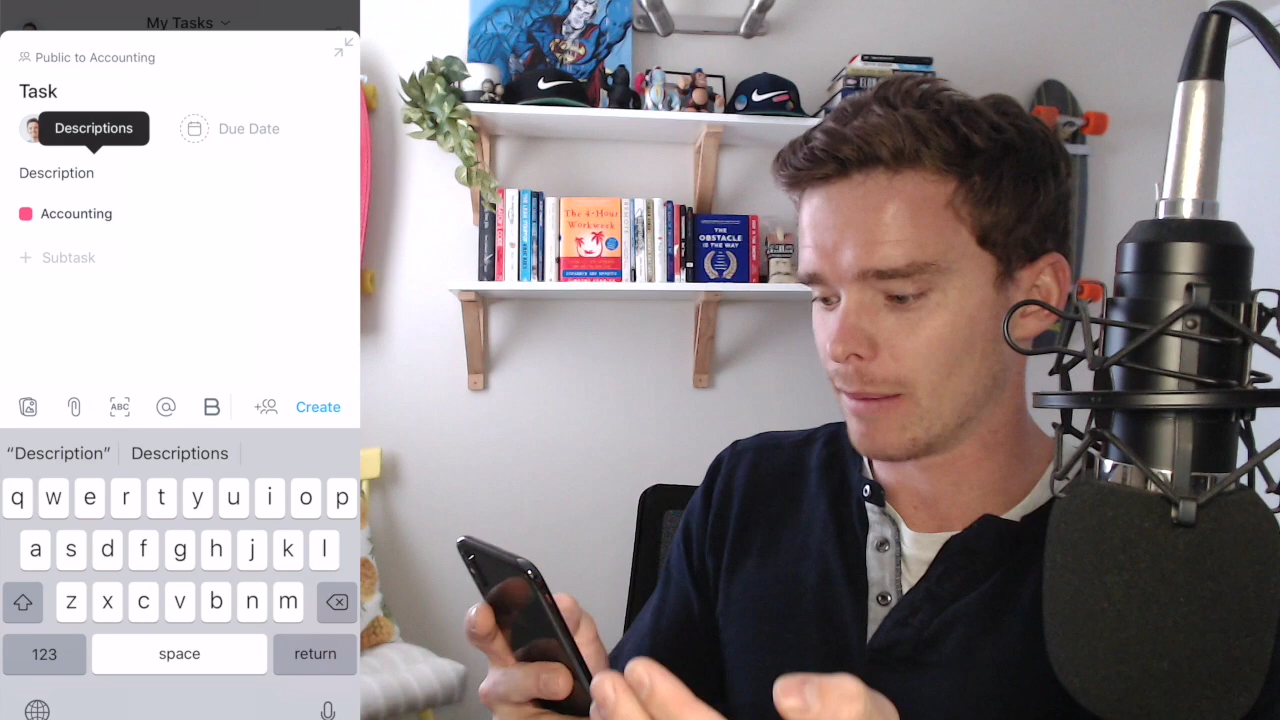 My Tasks
Public to Accounting
Task
Descriptions
Due Date
Description
Accounting
+ Subtask
ABC
@
B
Create
“Description”
Descriptions
q w e r t y u i o p
a s d f g h j k l
z x c v b n m
123
space
return
The 4-Hour
Workweek
THE
OBSTACLE
IS THE WAY